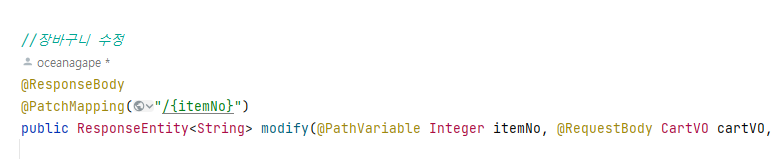 //장바구니 수정
oceanagape *
@ResponseBody
@PatchMapping("/{itemNo}")
public ResponseEntity<String> modify(@PathVariable Integer itemNo, @RequestBody CartVO cartVO,